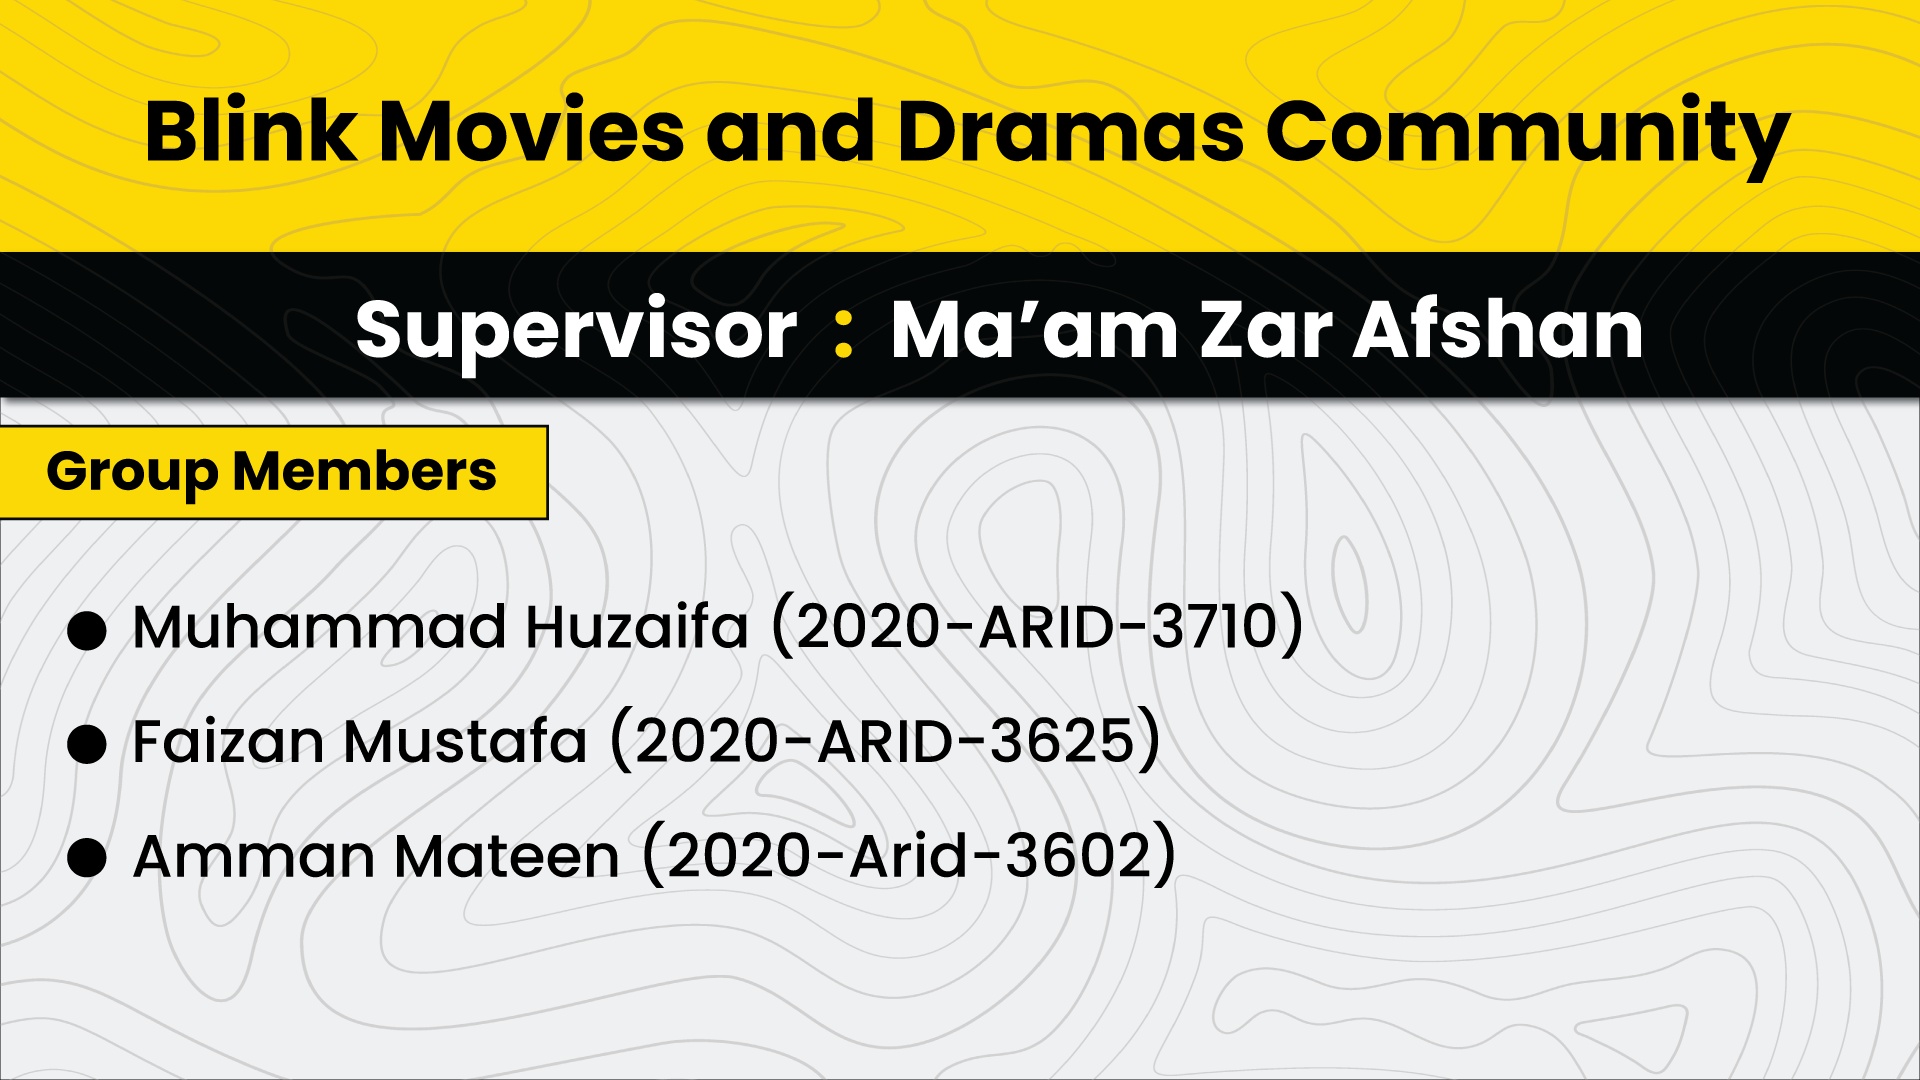 Blink Movies and Dramas Community
Supervisor : Ma’am Zar Afshan
Group Members
● Muhammad Huzaifa (2020-ARID-3710)
● Faizan Mustafa (2020-ARID-3625)
● Amman Mateen (2020-Arid-3602)